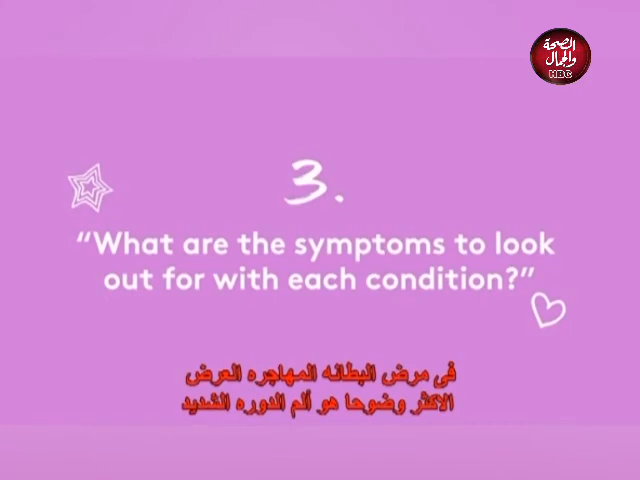 الصحة
والجمال
HBG
3.
“What are the symptoms to look
out for with each condition?”
فى مرض البطانه المهاجره العرض
الاكثر وضوحا هو ألم الدوره الشديد